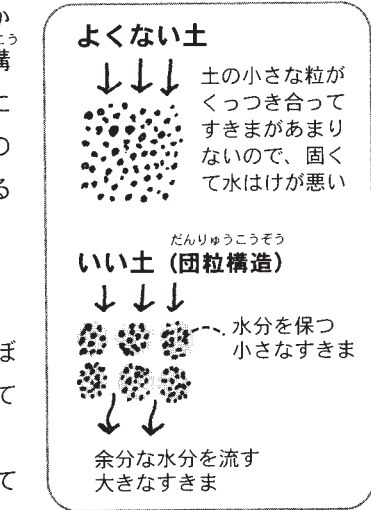 よくない土
土の小さな粒が
くっつき合って
すきまがあまり
ないので、固く
て水はけが悪い
だんりゅうこうぞう
いい土（団粒構造）
水分を保つ
小さなすきま
余分な水分を流す
大きなすきま